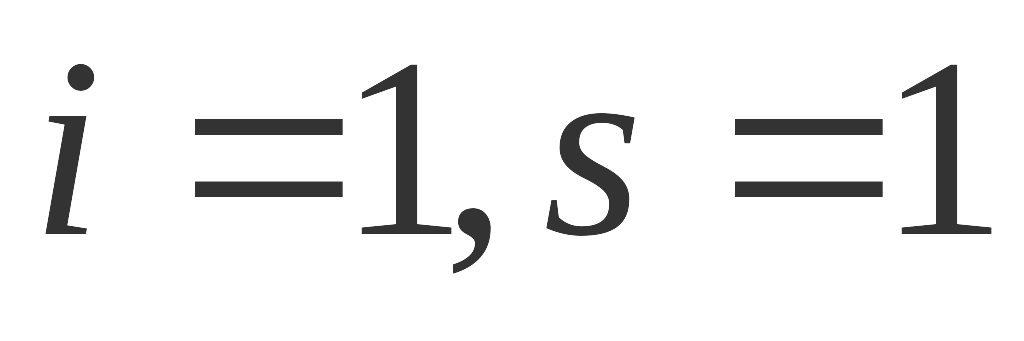 i =1, s =1